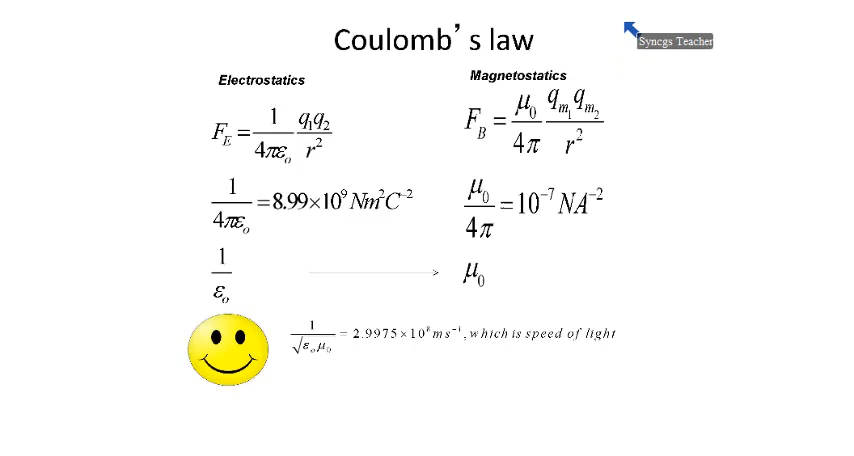 Coulomb's law
Syncgs Teacher
Electrostatics
F_E = 1/(4πε_o) q_1q_2/r^2
1/(4πε_o) = 8.99×10^9 Nm^2C^−2
1/ε_o
Magnetostatics
F_B = μ_0/4π q_m_1 q_m_2/r^2
μ_0/4π = 10^−7 NA^−2
μ_0
1/√(ε_o μ_0) = 2.9975×10^8 ms^−1, which is speed of light